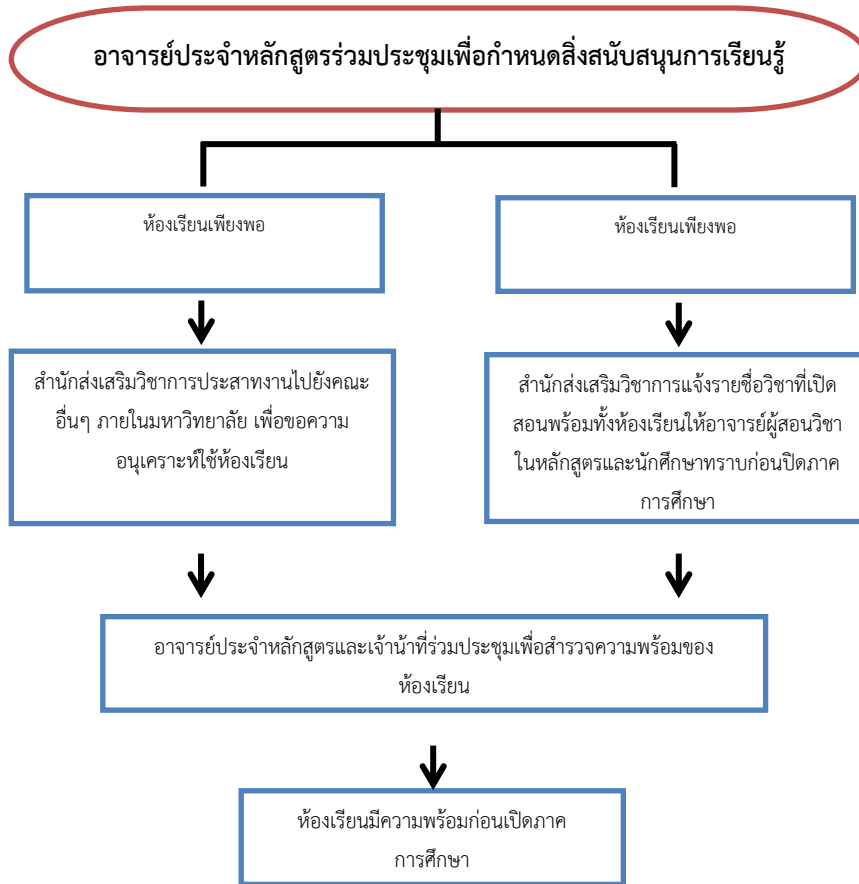 อาจารย์ประจำหลักสูตรร่วมประชุมเพื่อกำหนดสิ่งสนับสนุนการเรียนรู้
ห้องเรียนเพียงพอ
ห้องเรียนเพียงพอ
สำนักส่งเสริมวิชาการประสาทงานไปยังคณะ
อื่นๆ ภายในมหาวิทยาลัย เพื่อขอความ
อนุเคราะห์ใช้ห้องเรียน
สำนักส่งเสริมวิชาการแจ้งรายชื่อวิชาที่เปิด
สอนพร้อมทั้งห้องเรียนให้อาจารย์ผู้สอนวิชา
ในหลักสูตรและนักศึกษาทราบก่อนปิดภาค
การศึกษา
อาจารย์ประจำหลักสูตรและเจ้าน้าที่ร่วมประชุมเพื่อสำรวจความพร้อมของ
ห้องเรียน
ห้องเรียนมีความพร้อมก่อนเปิดภาค
การศึกษา